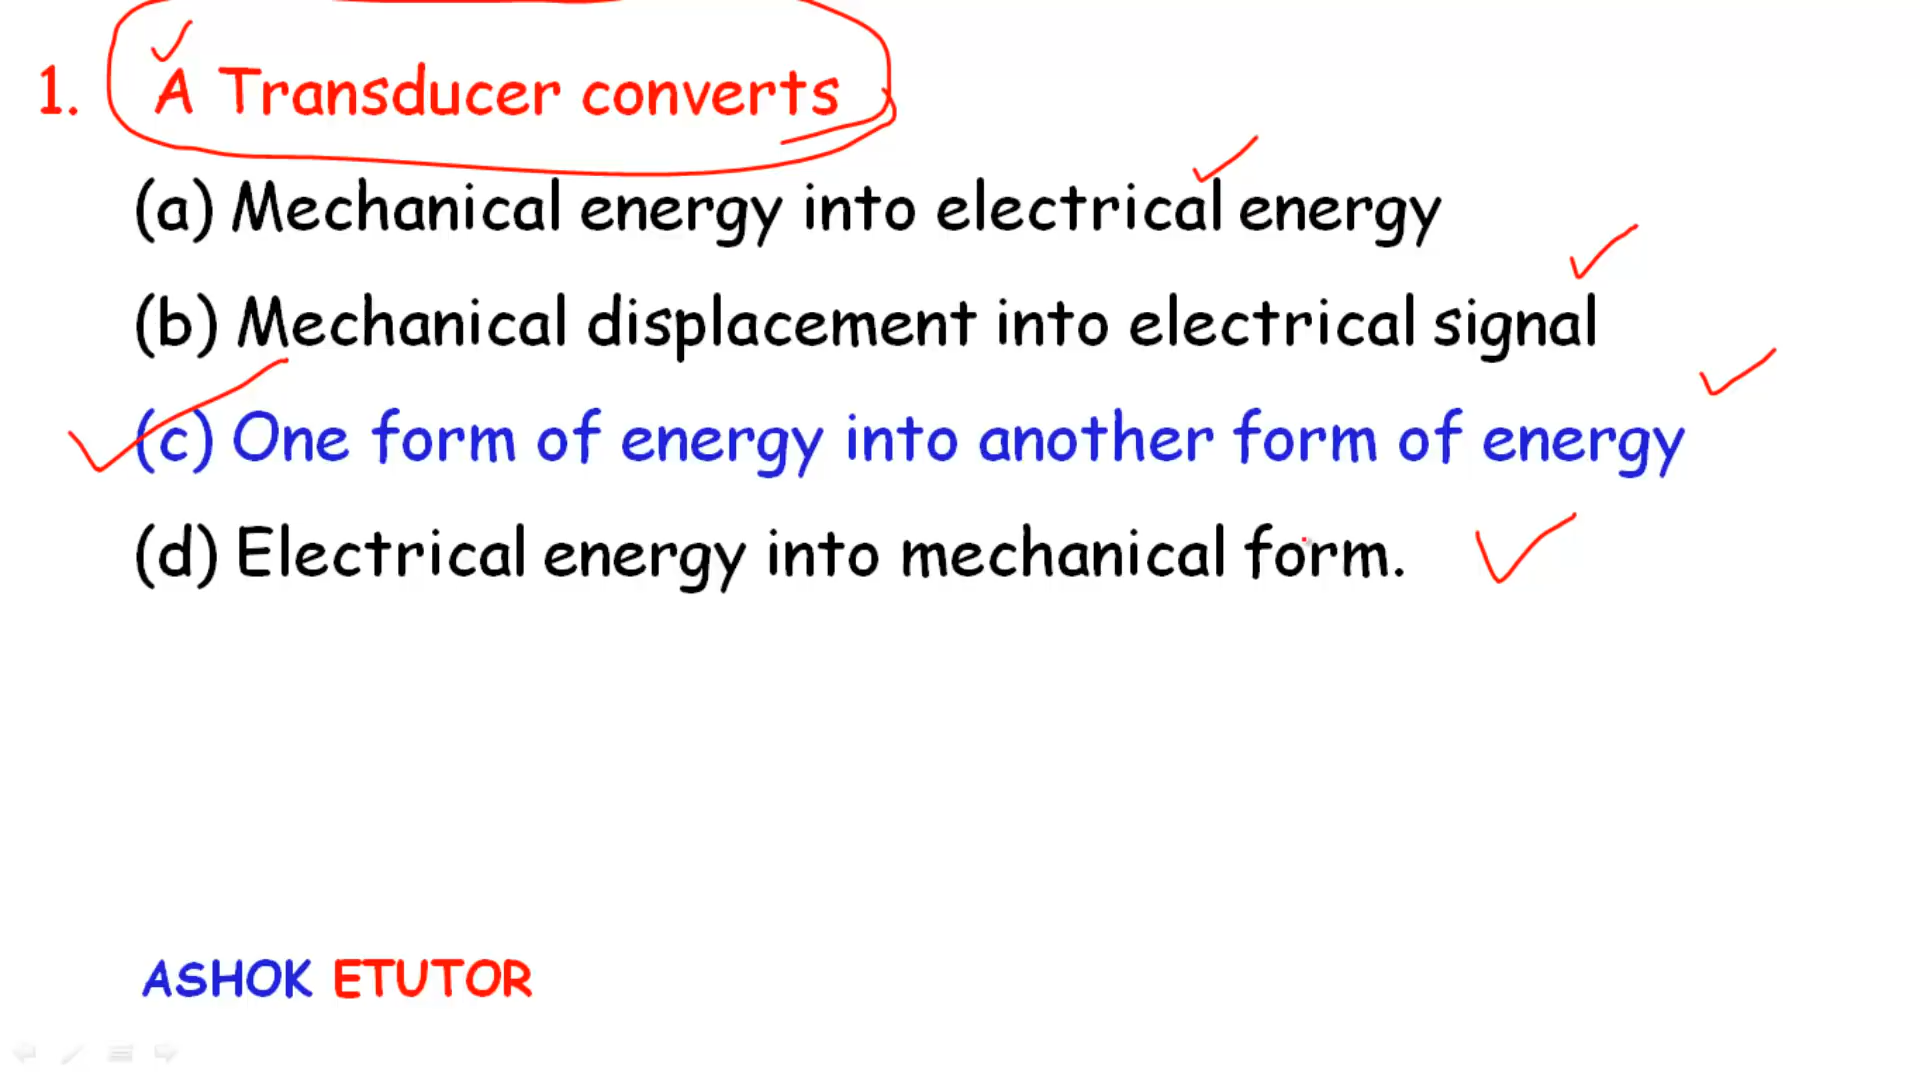 1. A Transducer converts
(a) Mechanical energy into electrical energy
(b) Mechanical displacement into electrical signal
(c) One form of energy into another form of energy
(d) Electrical energy into mechanical form.
ASHOK ETUTOR